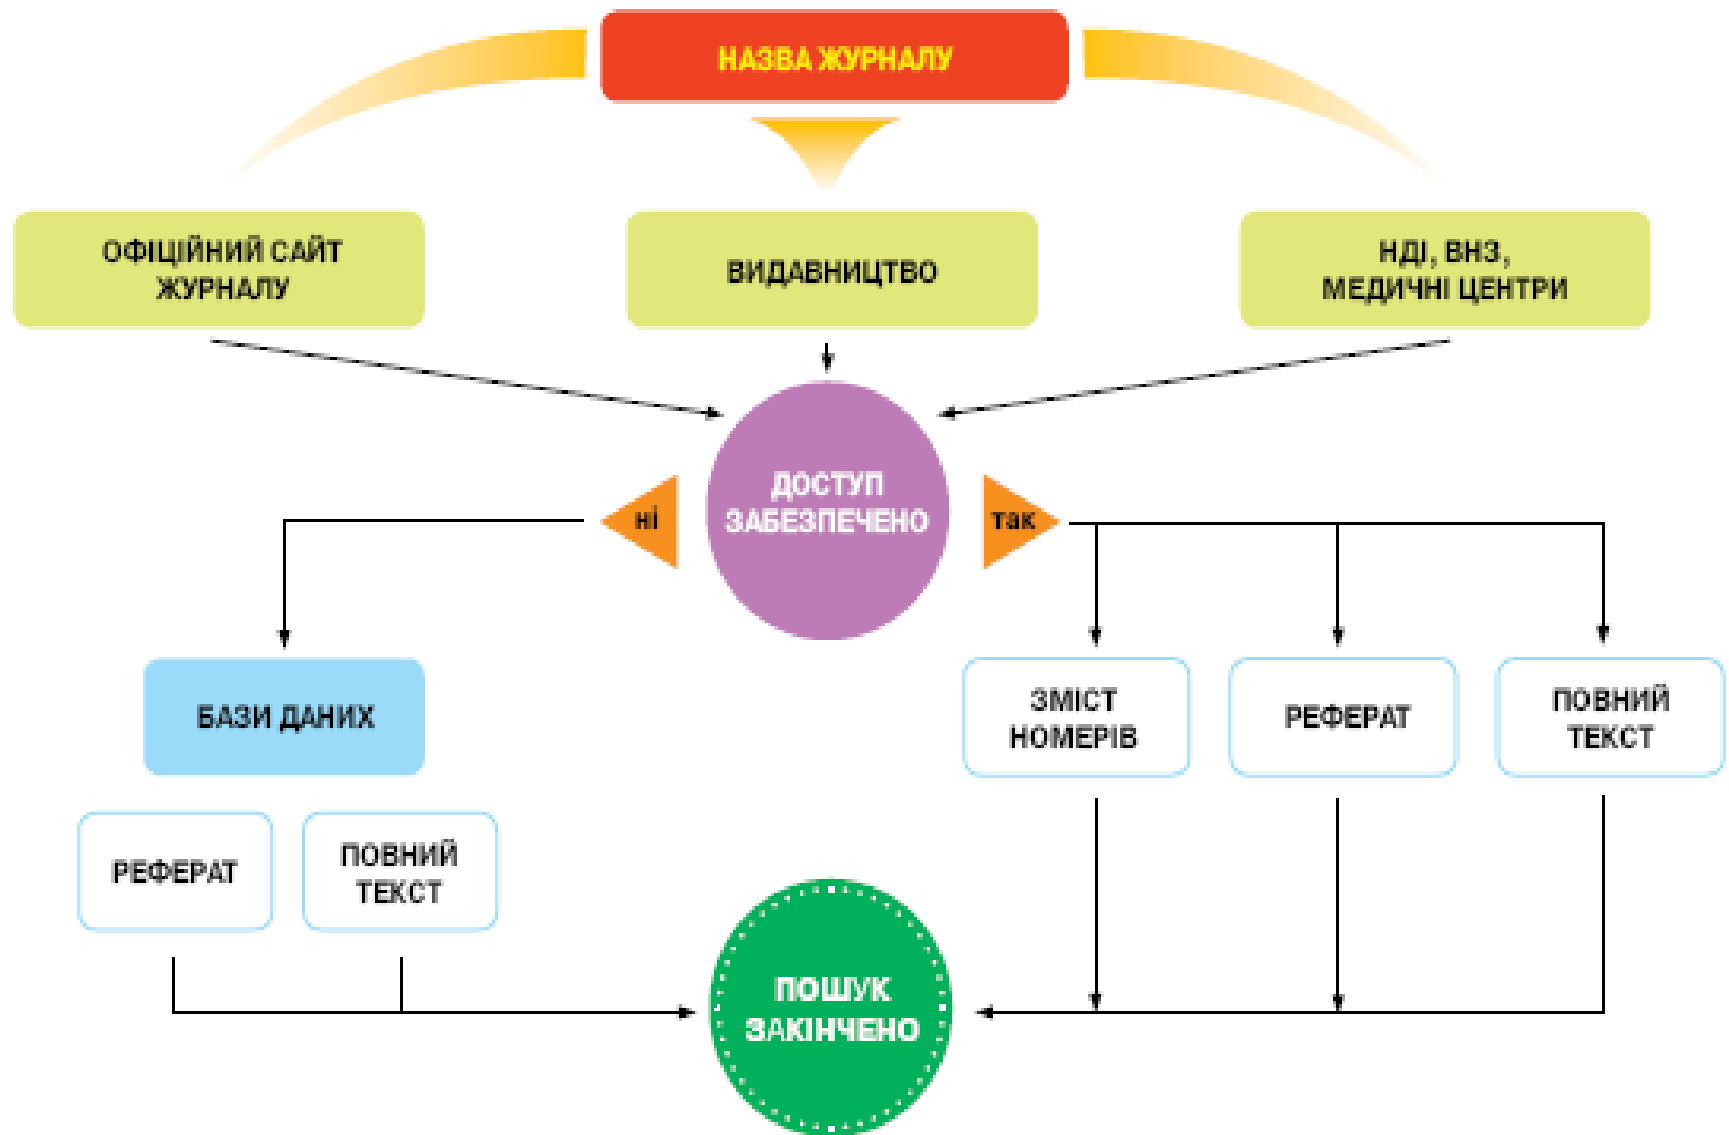 НАЗВА ЖУРНАЛУ
ОФІЦІЙНИЙ САЙТ
ЖУРНАЛУ
ВИДАВНИЦТВО
НДІ, ВНЗ,
МЕДИЧНІ ЦЕНТРИ
ДОСТУП
ЗАБЕЗПЕЧЕНО
ні
так
БАЗИ ДАНИХ
ЗМІСТ
НОМЕРІВ
РЕФЕРАТ
ПОВНИЙ
ТЕКСТ
РЕФЕРАТ
ПОВНИЙ
ТЕКСТ
ПОШУК
ЗАКІНЧЕНО